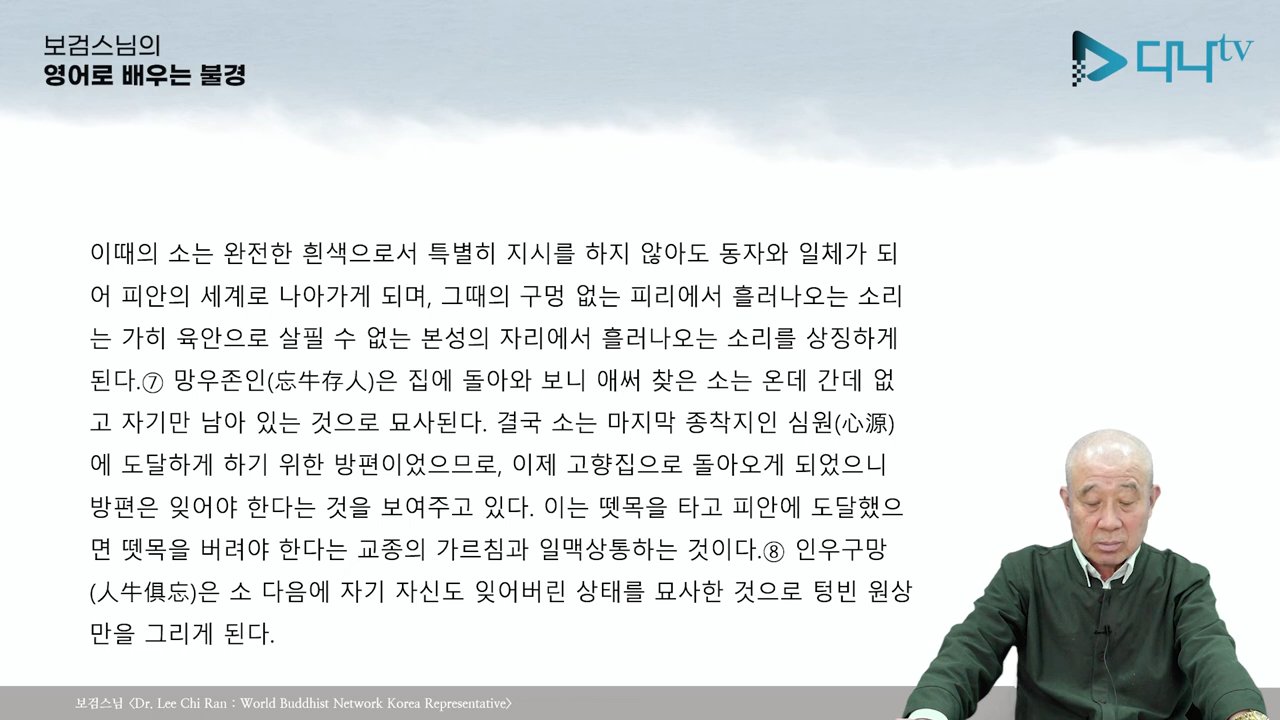 보검스님의
영어로 배우는 불경
디나tv
이때의 소는 완전한 흰색으로서 특별히 지시를 하지 않아도 동자와 일체가 되
어 피안의 세계로 나아가게 되며, 그때의 구멍 없는 피리에서 흘러나오는 소리
는 가히 육안으로 살필 수 없는 본성의 자리에서 흘러나오는 소리를 상징하게
된다.⑦ 망우존인(忘牛存人)은 집에 돌아와 보니 애써 찾은 소는 온데 간데 없
고 자기만 남아 있는 것으로 묘사된다. 결국 소는 마지막 종착지인 심원(心源)
에 도달하게 하기 위한 방편이었으므로, 이제 고향집으로 돌아오게 되었으니
방편은 잊어야 한다는 것을 보여주고 있다. 이는 뗏목을 타고 피안에 도달했으
면 뗏목을 버려야 한다는 교종의 가르침과 일맥상통하는 것이다.⑧ 인우구망
(人牛俱忘)은 소 다음에 자기 자신도 잊어버린 상태를 묘사한 것으로 텅빈 원상
만을 그리게 된다.
보검스님 <Dr. Lee Chi Ran : World Buddhist Network Korea Representative>